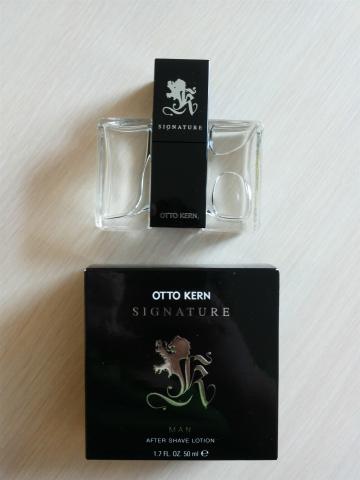 K
SIGNATURE
OTTO KERN
OTTO KERN
SIGNATURE
K
MAN
AFTER SHAVE LOTION
1.7 FL. OZ. 50 ml ℮